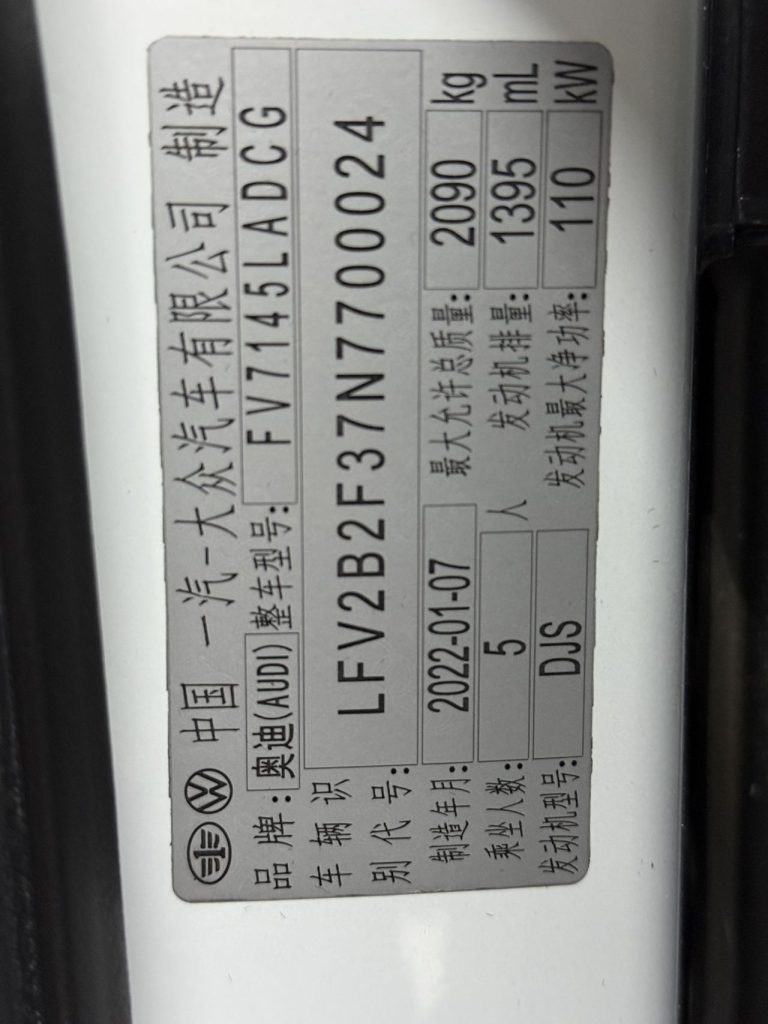 中国 一汽-大众汽车有限公司 制造
品牌: 奥迪(AUDI) 整车型号: FV7145LADCG
车辆识别代号: LFV2B2F37N7700024
制造年月: 2022-01-07 最大允许总质量: 2090 kg
乘坐人数: 5 人 发动机排量: 1395 mL
发动机型号: DJS 发动机最大净功率: 110 kW